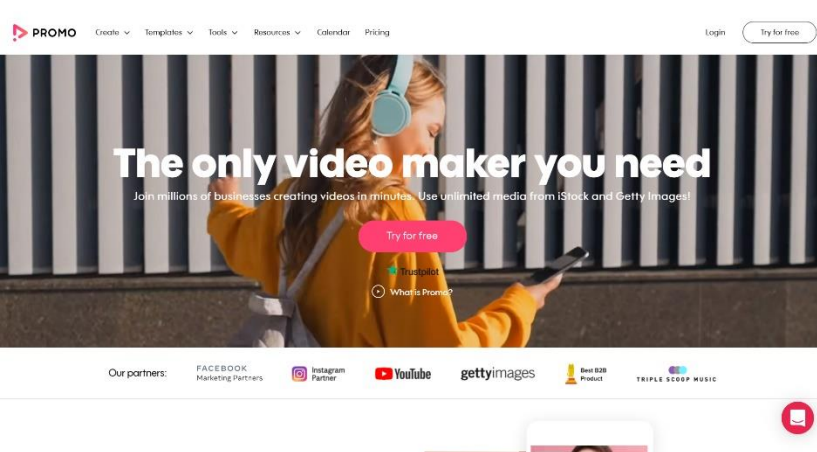 PROMO
Create
Templates
Tools
Resources
Calendar
Pricing
Login
Try for free
The only video maker you need
Join millions of businesses creating videos in minutes. Use unlimited media from iStock and Getty Images!
Try for free
Trustpilot
What is Promo?
Our partners:
FACEBOOK
Marketing Partners
Instagram
Partner
YouTube
gettyimages
Best B2B
Product
TRIPLE SCOOP MUSIC